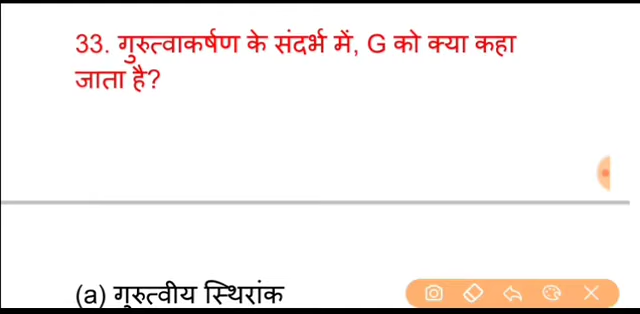 33. गुरुत्वाकर्षण के संदर्भ में, G को क्या कहा
जाता है?
(a) गुरुत्वीय स्थिरांक